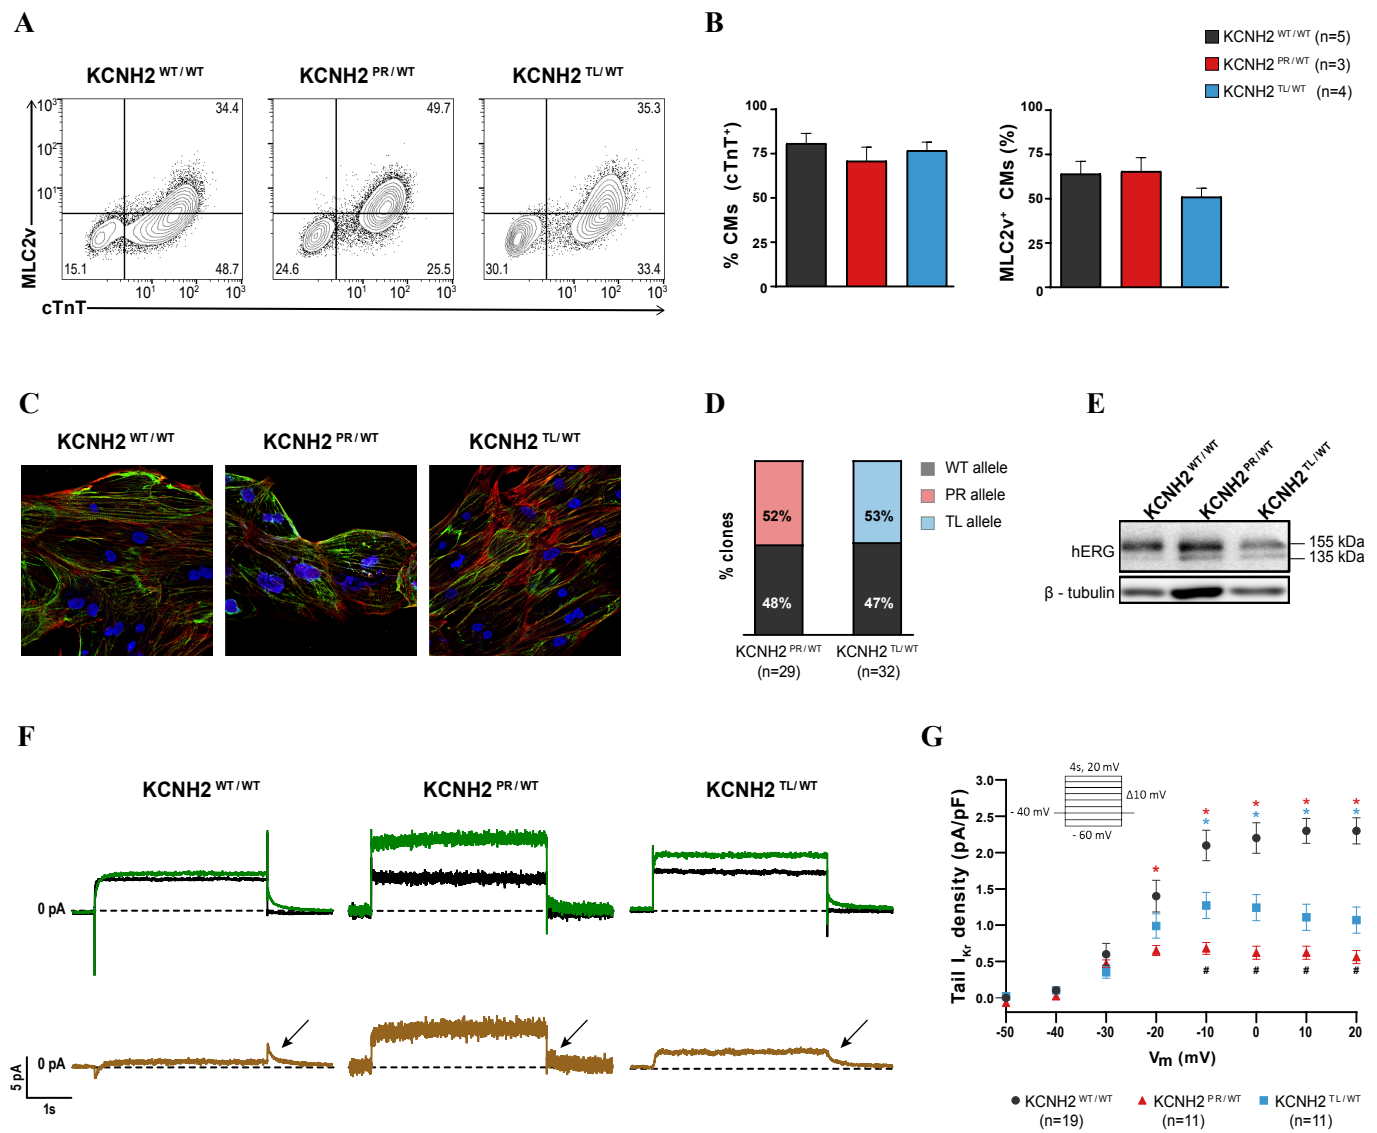 A
KCNH2 WT/WT
KCNH2 PR/WT
KCNH2 TL/WT
MLC2v
10³
10²
10¹
34.4
15.1
48.7
49.7
24.6
25.5
35.3
30.1
33.4
10¹ 10² 10³
10¹ 10² 10³
10¹ 10² 10³
cTnT
B
KCNH2 WT/WT (n=5)
KCNH2 PR/WT (n=3)
KCNH2 TL/WT (n=4)
% CMs (cTnT⁺)
100
75
50
25
0
MLC2v⁺ CMs (%)
100
75
50
25
0
C
KCNH2 WT/WT
KCNH2 PR/WT
KCNH2 TL/WT
D
% clones
52%
48%
53%
47%
WT allele
PR allele
TL allele
KCNH2 PR/WT
(n=29)
KCNH2 TL/WT
(n=32)
E
KCNH2 WT/WT
KCNH2 PR/WT
KCNH2 TL/WT
hERG
155 kDa
135 kDa
β - tubulin
F
KCNH2 WT/WT
KCNH2 PR/WT
KCNH2 TL/WT
0 pA
0 pA
5 pA
1s
G
Tail IKr density (pA/pF)
3.0
2.5
2.0
1.5
1.0
0.5
0.0
4s, 20 mV
Δ10 mV
- 40 mV
- 60 mV
* * * * *
* * * *
# # # #
-50 -40 -30 -20 -10 0 10 20
Vm (mV)
KCNH2 WT/WT
(n=19)
KCNH2 PR/WT
(n=11)
KCNH2 TL/WT
(n=11)